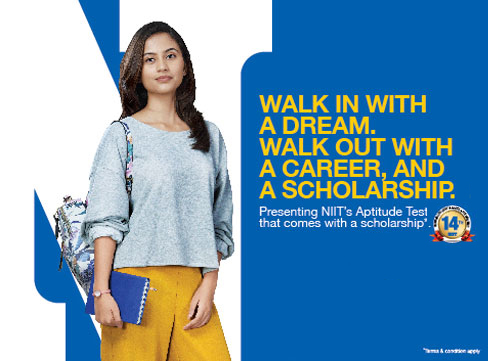 WALK IN WITH
A DREAM.
WALK OUT WITH
A CAREER, AND
A SCHOLARSHIP.
Presenting NIIT's Aptitude Test
that comes with a scholarship*.
14
*Terms & condition apply